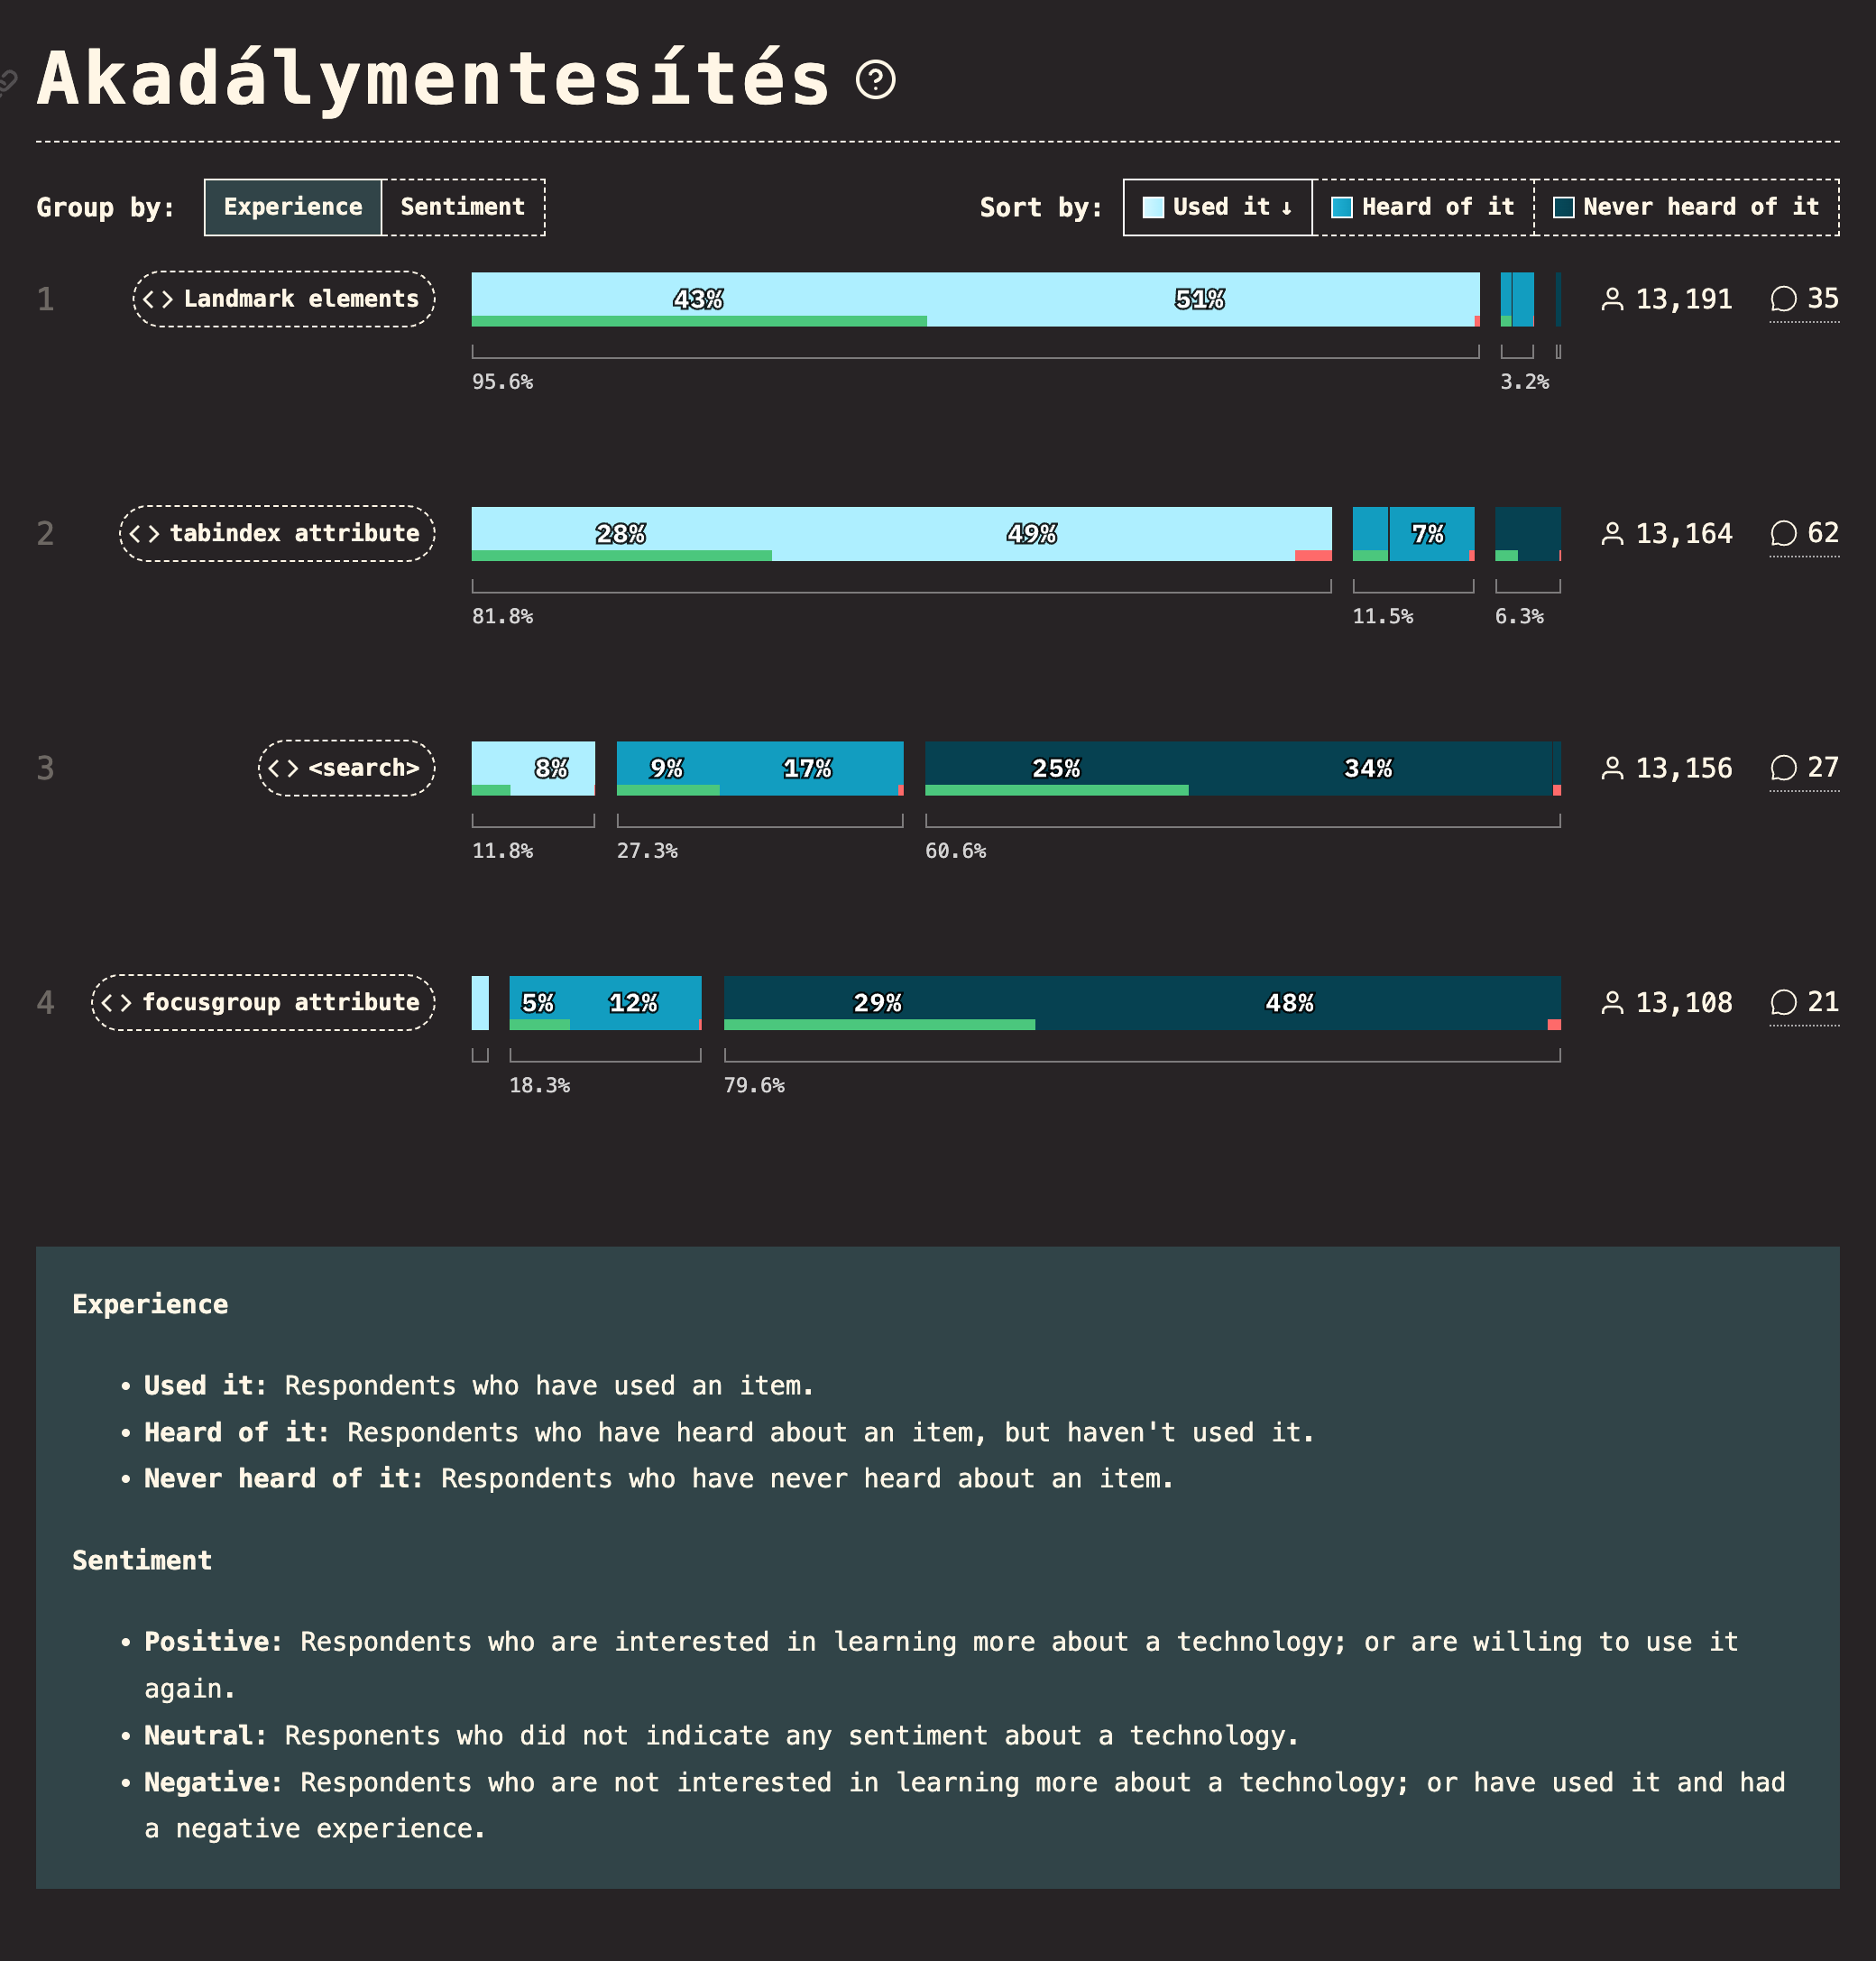 Akadálymentesítés
Group by: Experience Sentiment Sort by: Used it ↓ Heard of it Never heard of it
1 Landmark elements 43% 51% 13,191 35
95.6% 3.2%
2 tabindex attribute 28% 49% 7% 13,164 62
81.8% 11.5% 6.3%
3 <search> 8% 9% 17% 25% 34% 13,156 27
11.8% 27.3% 60.6%
4 focusgroup attribute 5% 12% 29% 48% 13,108 21
18.3% 79.6%
Experience
• Used it: Respondents who have used an item.
• Heard of it: Respondents who have heard about an item, but haven't used it.
• Never heard of it: Respondents who have never heard about an item.
Sentiment
• Positive: Respondents who are interested in learning more about a technology; or are willing to use it
again.
• Neutral: Responents who did not indicate any sentiment about a technology.
• Negative: Respondents who are not interested in learning more about a technology; or have used it and had
a negative experience.